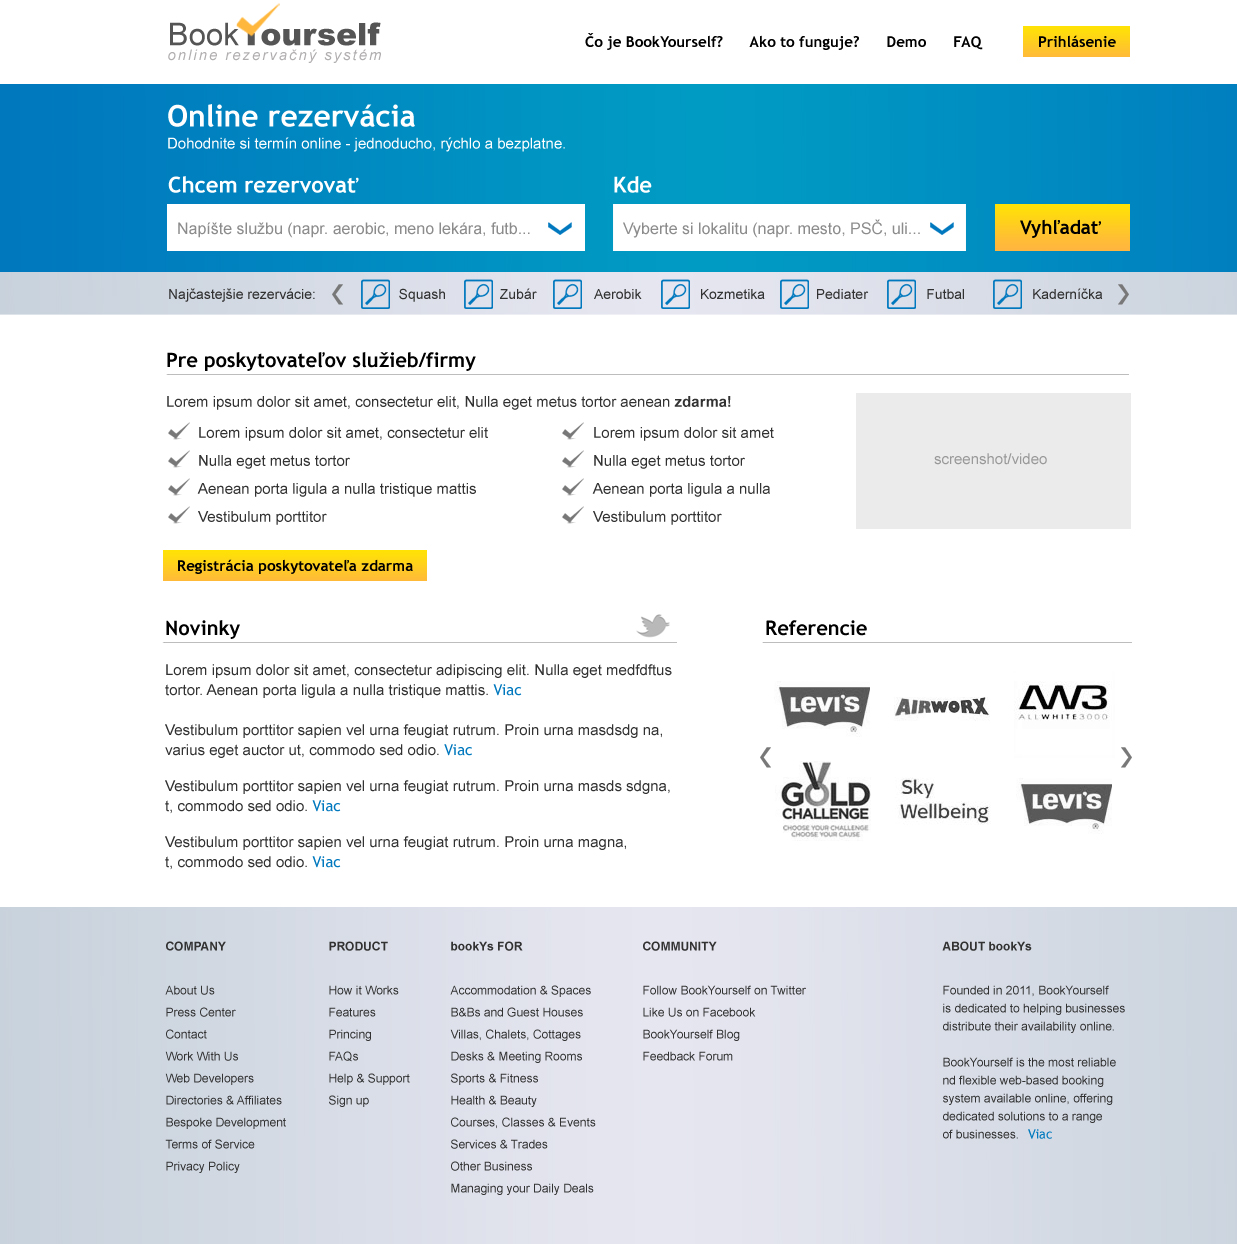 BookYourself
online rezervačný systém
Čo je BookYourself?
Ako to funguje?
Demo
FAQ
Prihlásenie
Online rezervácia
Dohodnite si termín online - jednoducho, rýchlo a bezplatne.
Chcem rezervovať
Kde
Napíšte službu (napr. aerobic, meno lekára, futb...
Vyberte si lokalitu (napr. mesto, PSČ, uli...
Vyhľadať
Najčastejšie rezervácie:
Squash
Zubár
Aerobik
Kozmetika
Pediater
Futbal
Kaderníčka
Pre poskytovateľov služieb/firmy
Lorem ipsum dolor sit amet, consectetur elit, Nulla eget metus tortor aenean zdarma!
Lorem ipsum dolor sit amet, consectetur elit
Nulla eget metus tortor
Aenean porta ligula a nulla tristique mattis
Vestibulum porttitor
Lorem ipsum dolor sit amet
Nulla eget metus tortor
Aenean porta ligula a nulla
Vestibulum porttitor
screenshot/video
Registrácia poskytovateľa zdarma
Novinky
Lorem ipsum dolor sit amet, consectetur adipiscing elit. Nulla eget medfdftus
tortor. Aenean porta ligula a nulla tristique mattis. Viac
Vestibulum porttitor sapien vel urna feugiat rutrum. Proin urna masdsdg na,
varius eget auctor ut, commodo sed odio. Viac
Vestibulum porttitor sapien vel urna feugiat rutrum. Proin urna masds sdgna,
t, commodo sed odio. Viac
Vestibulum porttitor sapien vel urna feugiat rutrum. Proin urna magna,
t, commodo sed odio. Viac
Referencie
LEVI'S ®
AIRWORX
AW3
ALLWHITE3000
GOLD
CHALLENGE
CHOOSE YOUR CHALLENGE
CHOOSE YOUR CAUSE
Sky
Wellbeing
LEVI'S ®
COMPANY
About Us
Press Center
Contact
Work With Us
Web Developers
Directories & Affiliates
Bespoke Development
Terms of Service
Privacy Policy
PRODUCT
How it Works
Features
Princing
FAQs
Help & Support
Sign up
bookYs FOR
Accommodation & Spaces
B&Bs and Guest Houses
Villas, Chalets, Cottages
Desks & Meeting Rooms
Sports & Fitness
Health & Beauty
Courses, Classes & Events
Services & Trades
Other Business
Managing your Daily Deals
COMMUNITY
Follow BookYourself on Twitter
Like Us on Facebook
BookYourself Blog
Feedback Forum
ABOUT bookYs
Founded in 2011, BookYourself
is dedicated to helping businesses
distribute their availability online.
BookYourself is the most reliable
nd flexible web-based booking
system available online, offering
dedicated solutions to a range
of businesses. Viac